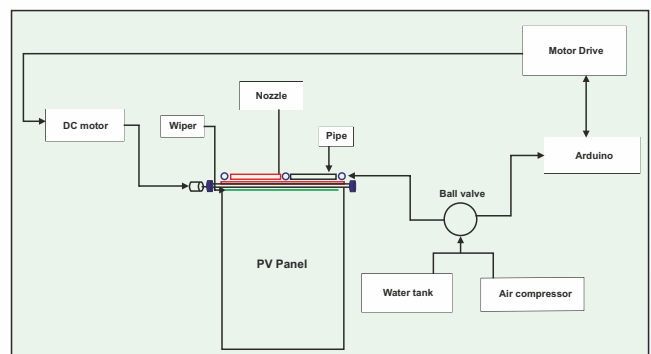 Motor Drive
Nozzle
DC motor
Wiper
Pipe
Arduino
Ball valve
PV Panel
Water tank
Air compressor